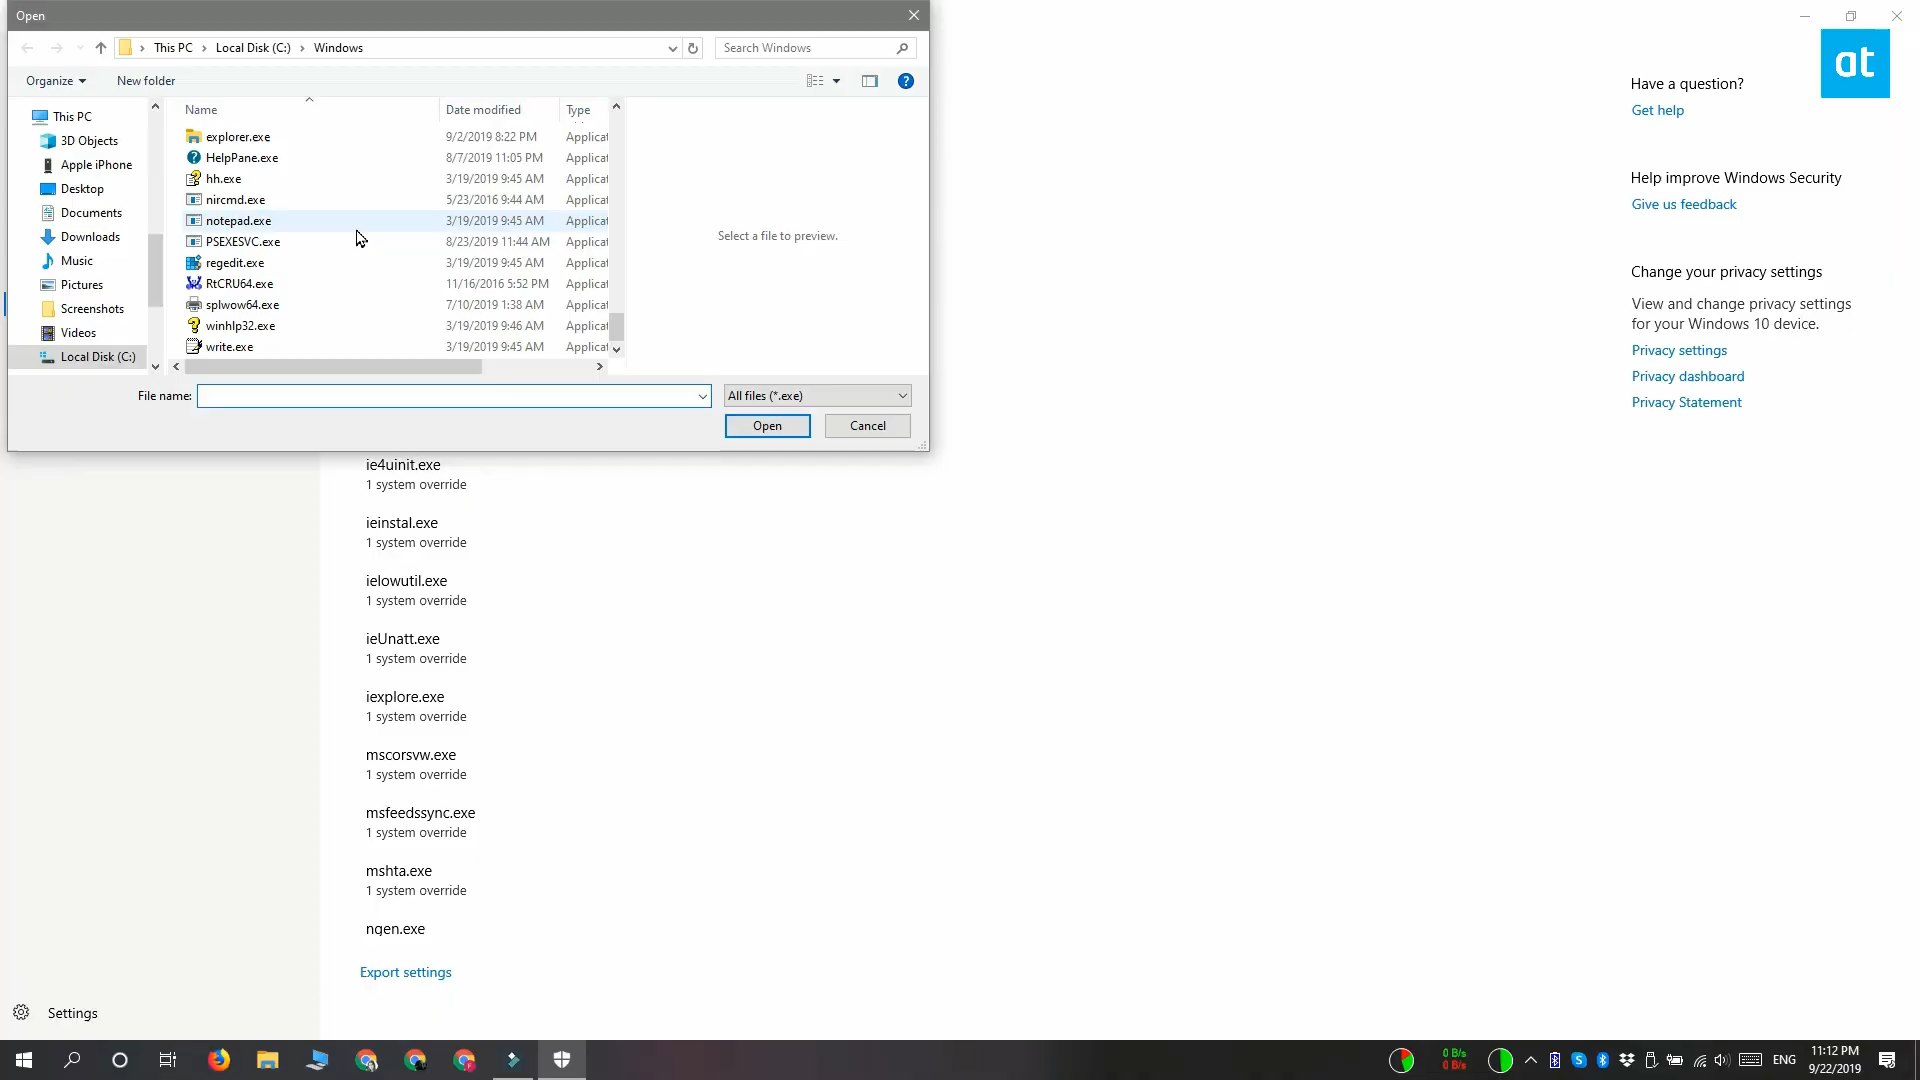 Open
This PC › Local Disk (C:) › Windows
Search Windows
Organize
New folder
This PC
3D Objects
Apple iPhone
Desktop
Documents
Downloads
Music
Pictures
Screenshots
Videos
Local Disk (C:)
Name Date modified Type
explorer.exe 9/2/2019 8:22 PM Applicat
HelpPane.exe 8/7/2019 11:05 PM Applicat
hh.exe 3/19/2019 9:45 AM Applicat
nircmd.exe 5/23/2016 9:44 AM Applicat
notepad.exe 3/19/2019 9:45 AM Applicat
PSEXESVC.exe 8/23/2019 11:44 AM Applicat
regedit.exe 3/19/2019 9:45 AM Applicat
RtCRU64.exe 11/16/2016 5:52 PM Applicat
splwow64.exe 7/10/2019 1:38 AM Applicat
winhlp32.exe 3/19/2019 9:46 AM Applicat
write.exe 3/19/2019 9:45 AM Applicat
Select a file to preview.
File name:
All files (*.exe)
Open
Cancel
at
Have a question?
Get help
Help improve Windows Security
Give us feedback
Change your privacy settings
View and change privacy settings
for your Windows 10 device.
Privacy settings
Privacy dashboard
Privacy Statement
ie4uinit.exe
1 system override
ieinstal.exe
1 system override
ielowutil.exe
1 system override
ieUnatt.exe
1 system override
iexplore.exe
1 system override
mscorsvw.exe
1 system override
msfeedssync.exe
1 system override
mshta.exe
1 system override
ngen.exe
Export settings
Settings
0 B/s
0 B/s
ENG
11:12 PM
9/22/2019